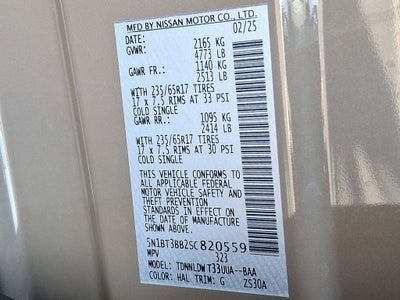 MFD BY NISSAN MOTOR CO., LTD.
DATE: 02/25
GVWR: 2165 KG
4773 LB
GAWR FR.: 1140 KG
2513 LB
WITH 235/65R17 TIRES
17 x 7.5 RIMS AT 33 PSI
COLD SINGLE
GAWR RR.: 1095 KG
2414 LB
WITH 235/65R17 TIRES
17 x 7.5 RIMS AT 30 PSI
COLD SINGLE
THIS VEHICLE CONFORMS TO
ALL APPLICABLE FEDERAL
MOTOR VEHICLE SAFETY AND
THEFT PREVENTION
STANDARDS IN EFFECT ON
THE DATE OF MANUFACTURE
SHOWN ABOVE.
5N1BT3BB2SC820559
MPV 323
MODEL: TDNNLDW T33UUA--BAA
COLOR: HAL TRIM: G ZS30A